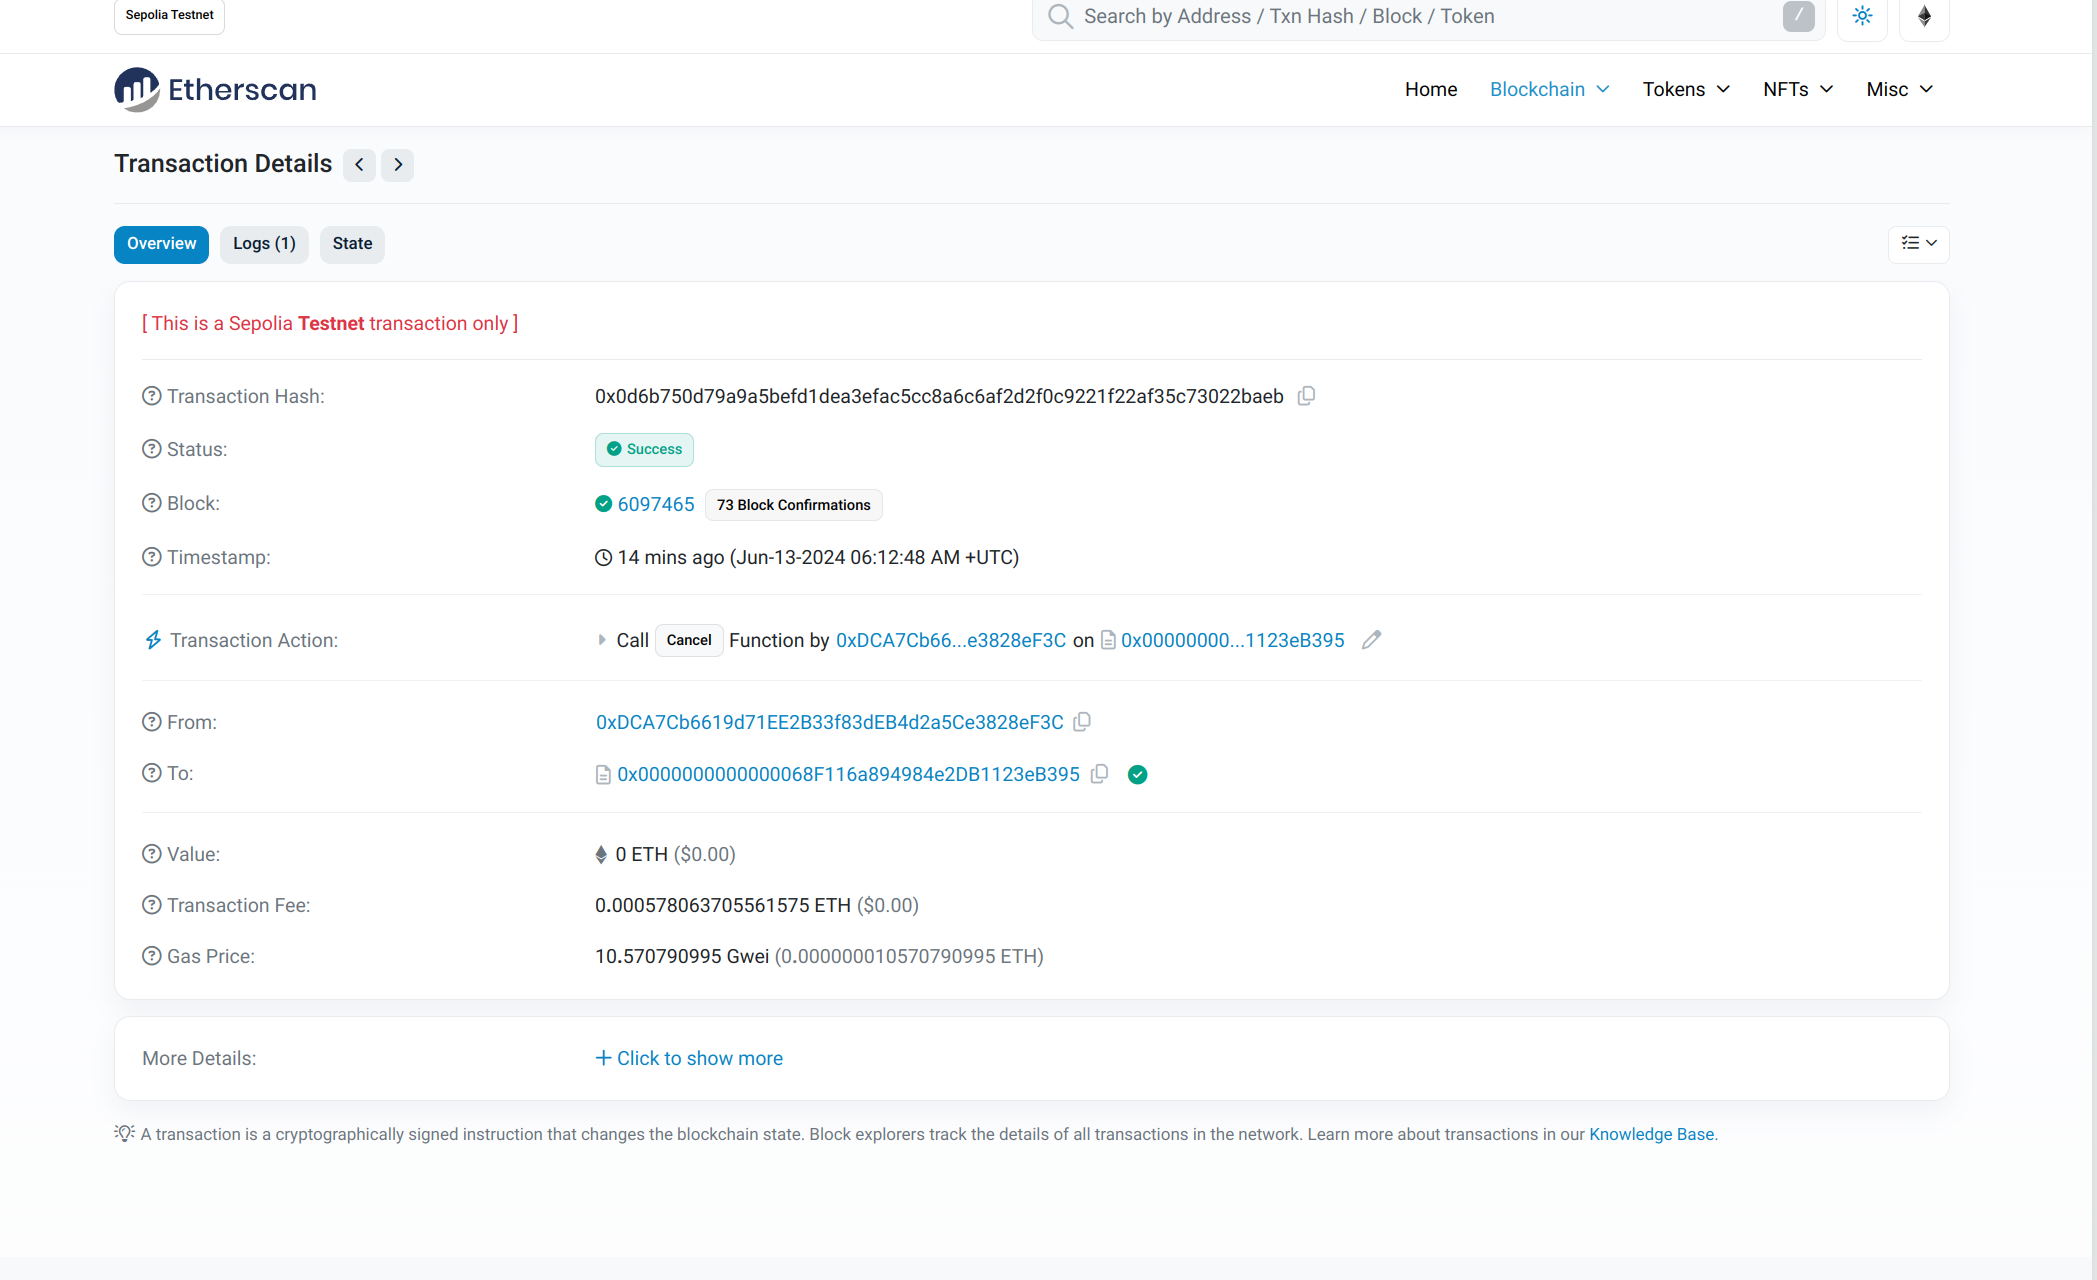 Sepolia Testnet
Search by Address / Txn Hash / Block / Token /
Etherscan
Home Blockchain Tokens NFTs Misc
Transaction Details
Overview Logs (1) State
[ This is a Sepolia Testnet transaction only ]
Transaction Hash: 0x0d6b750d79a9a5befd1dea3efac5cc8a6c6af2d2f0c9221f22af35c73022baeb
Status: Success
Block: 6097465 73 Block Confirmations
Timestamp: 14 mins ago (Jun-13-2024 06:12:48 AM +UTC)
Transaction Action: Call Cancel Function by 0xDCA7Cb66...e3828eF3C on 0x00000000...1123eB395
From: 0xDCA7Cb6619d71EE2B33f83dEB4d2a5Ce3828eF3C
To: 0x0000000000000068F116a894984e2DB1123eB395
Value: 0 ETH ($0.00)
Transaction Fee: 0.000578063705561575 ETH ($0.00)
Gas Price: 10.570790995 Gwei (0.000000010570790995 ETH)
More Details: + Click to show more
A transaction is a cryptographically signed instruction that changes the blockchain state. Block explorers track the details of all transactions in the network. Learn more about transactions in our Knowledge Base.